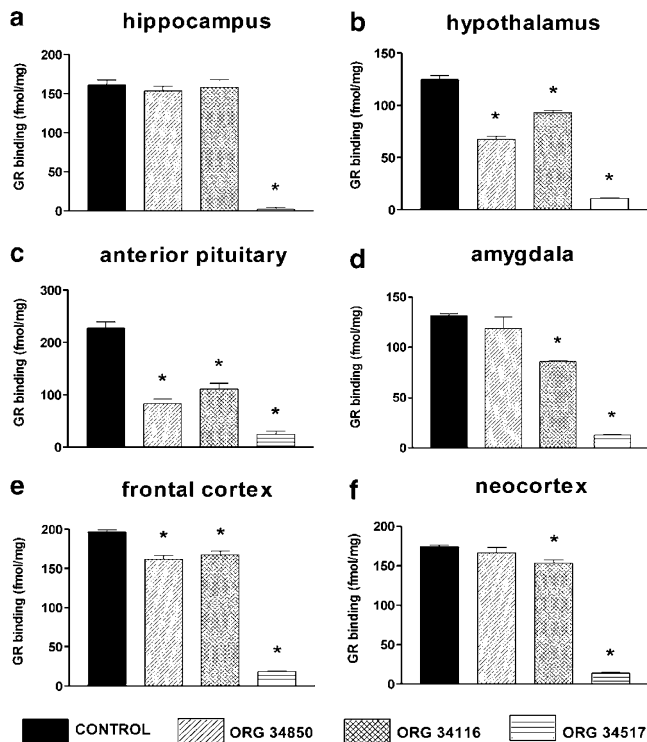 a hippocampus
GR binding (fmol/mg)
200
150
100
50
0
*
b hypothalamus
GR binding (fmol/mg)
150
100
50
0
* * *
c anterior pituitary
GR binding (fmol/mg)
300
200
100
0
* * *
d amygdala
GR binding (fmol/mg)
150
100
50
0
* *
e frontal cortex
GR binding (fmol/mg)
200
150
100
50
0
* * *
f neocortex
GR binding (fmol/mg)
200
150
100
50
0
* *
CONTROL ORG 34850 ORG 34116 ORG 34517